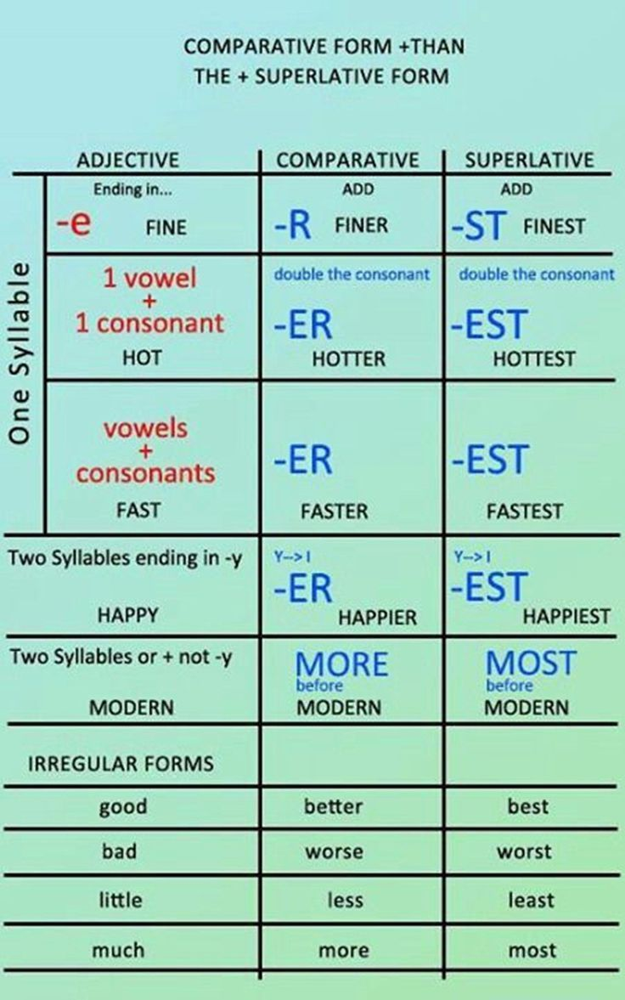 COMPARATIVE FORM +THAN
THE + SUPERLATIVE FORM
ADJECTIVE COMPARATIVE SUPERLATIVE
One Syllable
Ending in... ADD ADD
-e FINE -R FINER -ST FINEST
1 vowel double the consonant double the consonant
+
1 consonant -ER -EST
HOT HOTTER HOTTEST
vowels
+ -ER -EST
consonants
FAST FASTER FASTEST
Two Syllables ending in -y Y-->I Y-->I
-ER -EST
HAPPY HAPPIER HAPPIEST
Two Syllables or + not -y MORE MOST
before before
MODERN MODERN MODERN
IRREGULAR FORMS
good better best
bad worse worst
little less least
much more most